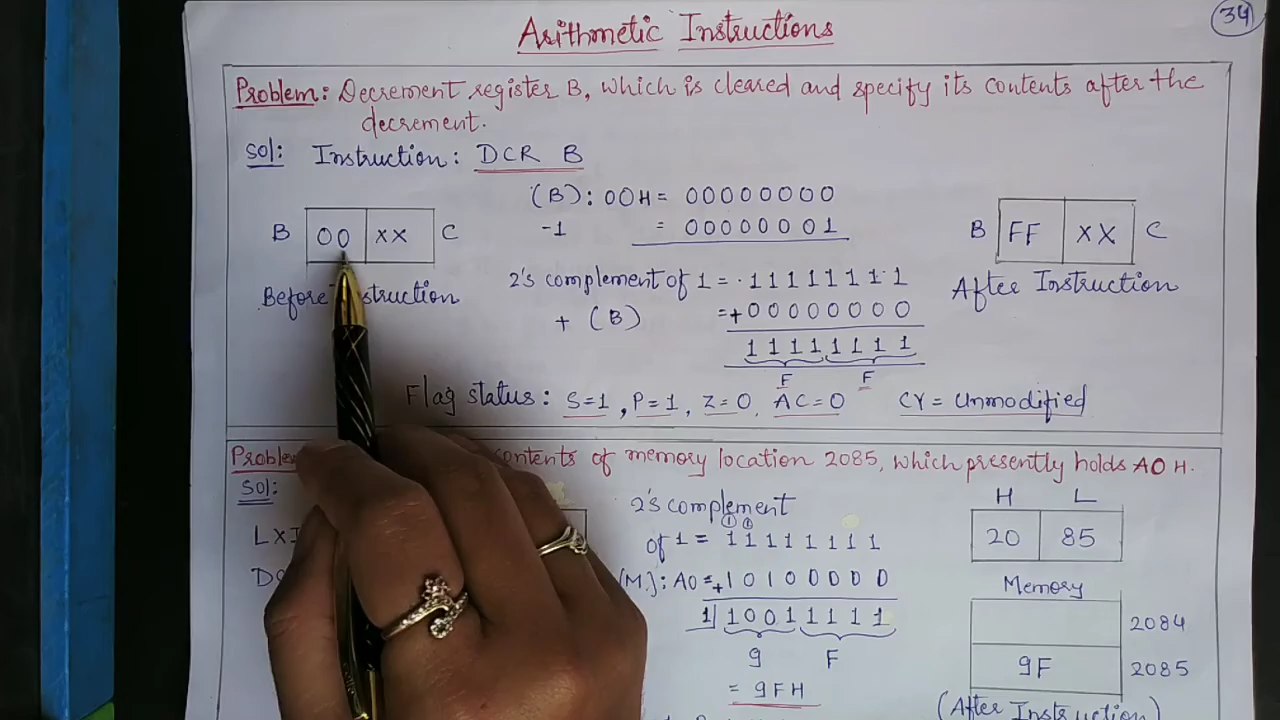 34
Arithmetic Instructions
Problem: Decrement register B, which is cleared and specify its contents after the
decrement.
Sol: Instruction: DCR B
(B): 00H = 00000000
-1 = 00000001
B 00 XX C
Before
B FF XX C
After Instruction
2's complement of 1 = 11111111
+ (B) =+00000000
11111111
F F
Flag status: S=1, P=1, Z=0, AC=0 CY = Unmodified
contents of memory location 2085, which presently holds A0 H.
Sol:
2's complement
① ①
of 1 = 11111111
(M): A0 =+10100000
1 10011111
9 F
= 9FH
H L
20 85
Memory
2084
9F 2085
(After Instruction)